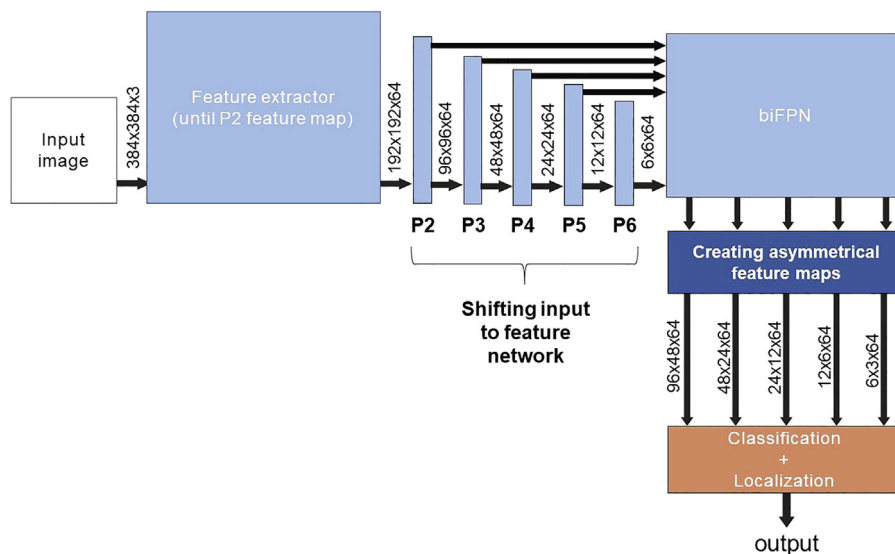 Input
image
384x384x3
Feature extractor
(until P2 feature map)
192x192x64
96x96x64
48x48x64
24x24x64
12x12x64
6x6x64
P2
P3
P4
P5
P6
Shifting input
to feature
network
biFPN
Creating asymmetrical
feature maps
96x48x64
48x24x64
24x12x64
12x6x64
6x3x64
Classification
+
Localization
output